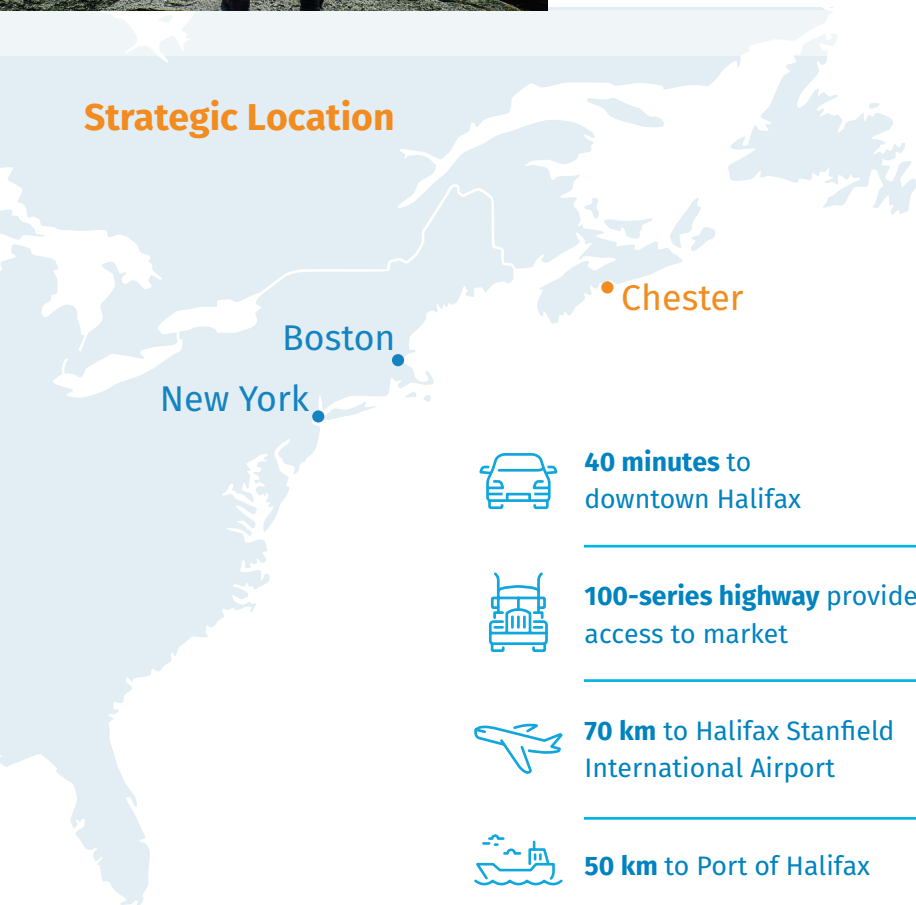 Strategic Location
Chester
Boston
New York
40 minutes to
downtown Halifax
100-series highway provide
access to market
70 km to Halifax Stanfield
International Airport
50 km to Port of Halifax